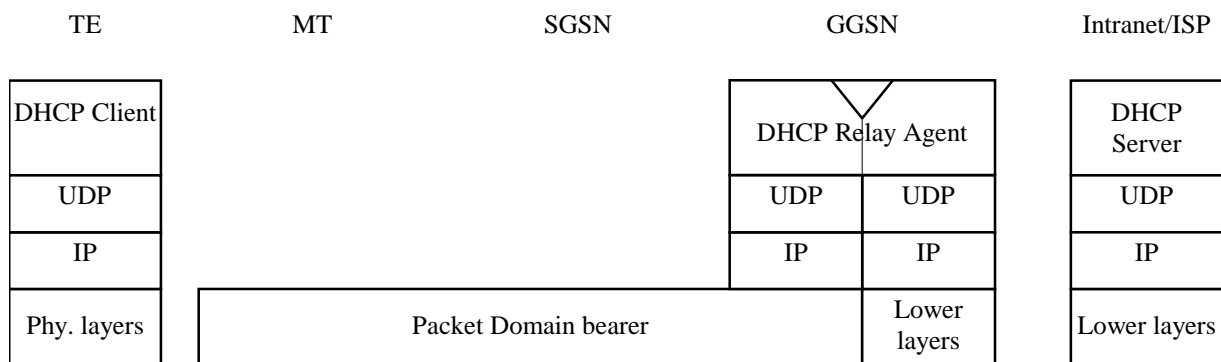 TE MT SGSN GGSN Intranet/ISP
DHCP Client
DHCP Relay Agent
DHCP
Server
UDP UDP UDP UDP
IP IP IP IP
Phy. layers
Packet Domain bearer
Lower
layers
Lower layers